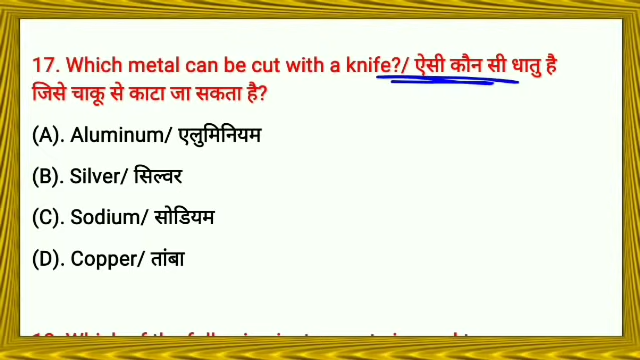 17. Which metal can be cut with a knife?/ ऐसी कौन सी धातु है
जिसे चाकू से काटा जा सकता है?
(A). Aluminum/ एलुमिनियम
(B). Silver/ सिल्वर
(C). Sodium/ सोडियम
(D). Copper/ तांबा